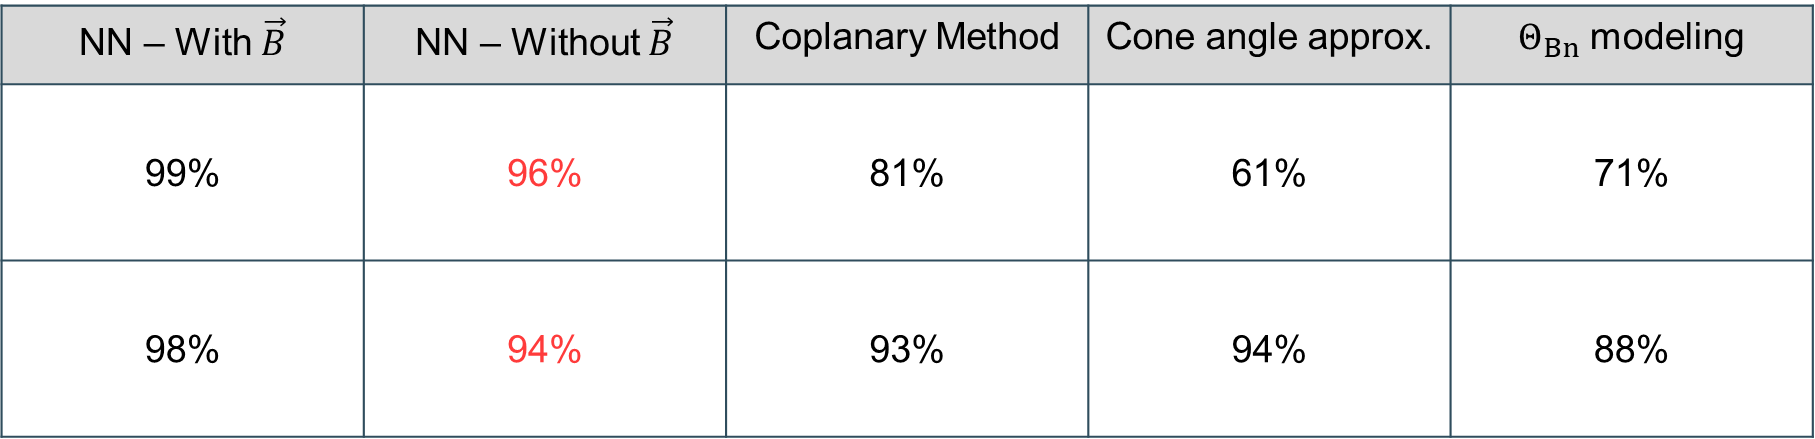 NN – With B⃗ NN – Without B⃗ Coplanary Method Cone angle approx. Θ_Bn modeling
99% 96% 81% 61% 71%
98% 94% 93% 94% 88%